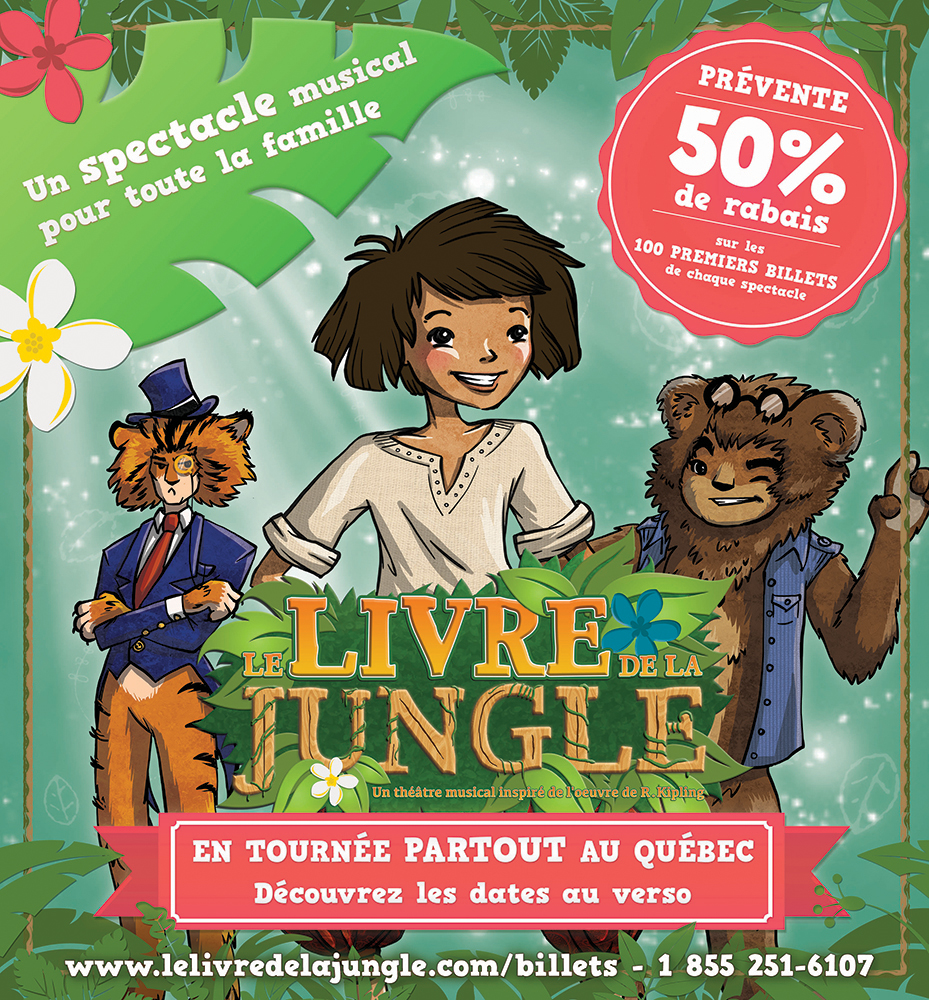 Un spectacle musical
pour toute la famille
PRÉVENTE
50%
de rabais
sur les
100 PREMIERS BILLETS
de chaque spectacle
LE LIVRE DE LA
JUNGLE
Un théâtre musical inspiré de l'oeuvre de R. Kipling
EN TOURNÉE PARTOUT AU QUÉBEC
Découvrez les dates au verso
www.lelivredelajungle.com/billets - 1 855 251-6107